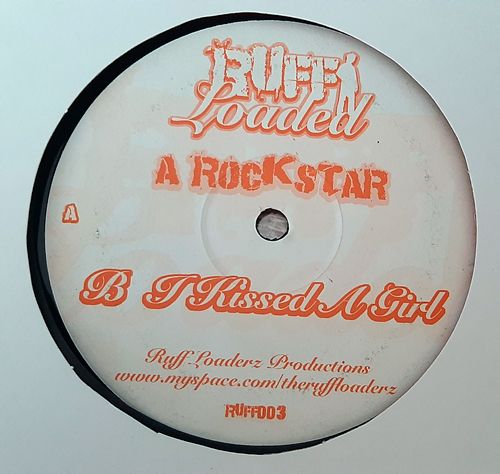 RUFF
Loaded
A ROCKSTAR
A
B I Kissed A Girl
Ruff Loaderz Productions
www.myspace.com/theruffloaderz
RUFF003